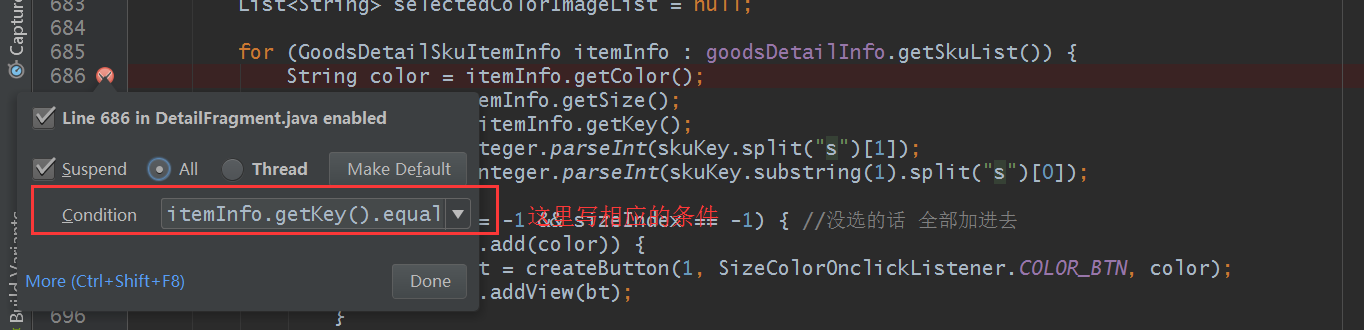 Capture
683 List<String> selectedColorImageList = null;
684
685 for (GoodsDetailSkuItemInfo itemInfo : goodsDetailInfo.getSkuList()) {
686 String color = itemInfo.getColor();
temInfo.getSize();
Line 686 in DetailFragment.java enabled
itemInfo.getKey();
nteger.parseInt(skuKey.split("s")[1]);
Suspend All Thread Make Default
nteger.parseInt(skuKey.substring(1).split("s")[0]);
Condition itemInfo.getKey().equal
这里写相应的条件
= -1 && sizeIndex == -1) { //没选的话 全部加进去
.add(color)) {
t = createButton(1, SizeColorOnclickListener.COLOR_BTN, color);
More (Ctrl+Shift+F8) Done
.addView(bt);
696 }
Build Variants